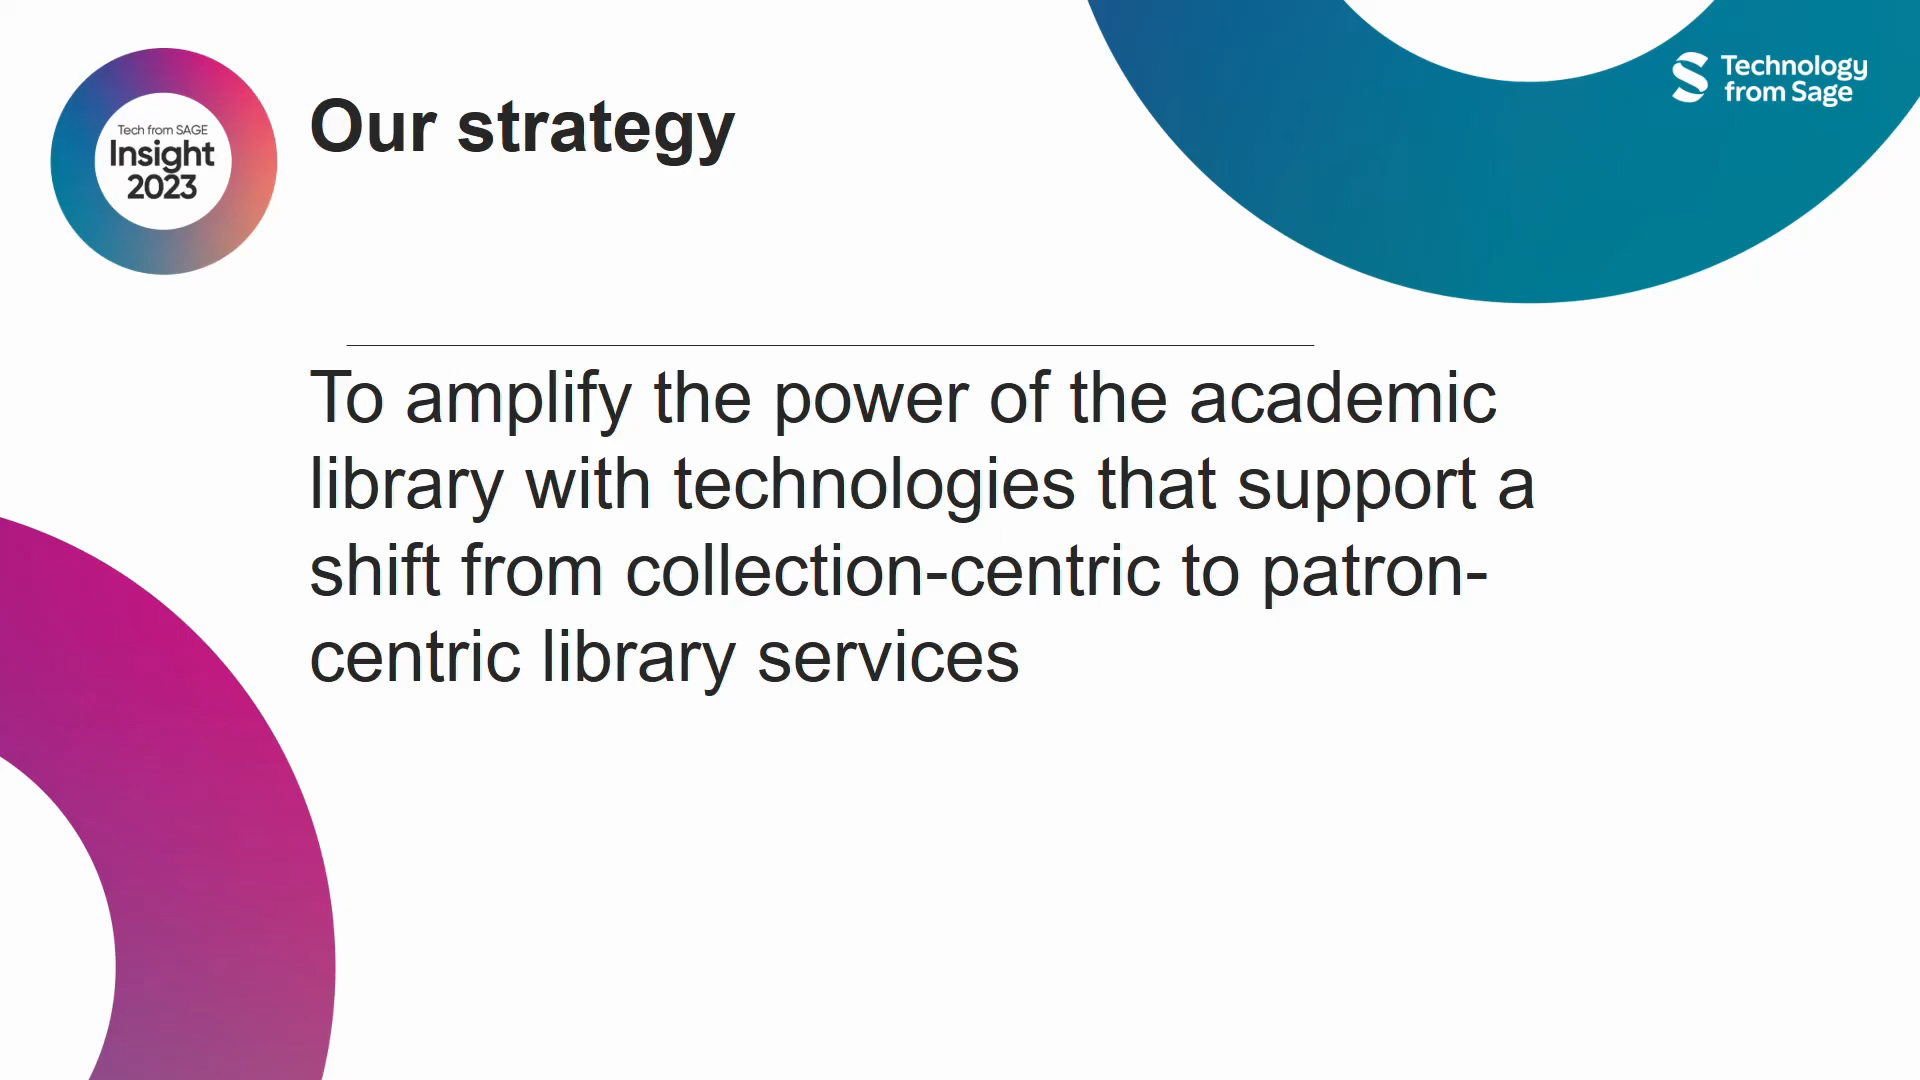 Tech from SAGE
Insight
2023
Our strategy
Technology
from Sage
To amplify the power of the academic
library with technologies that support a
shift from collection-centric to patron-
centric library services